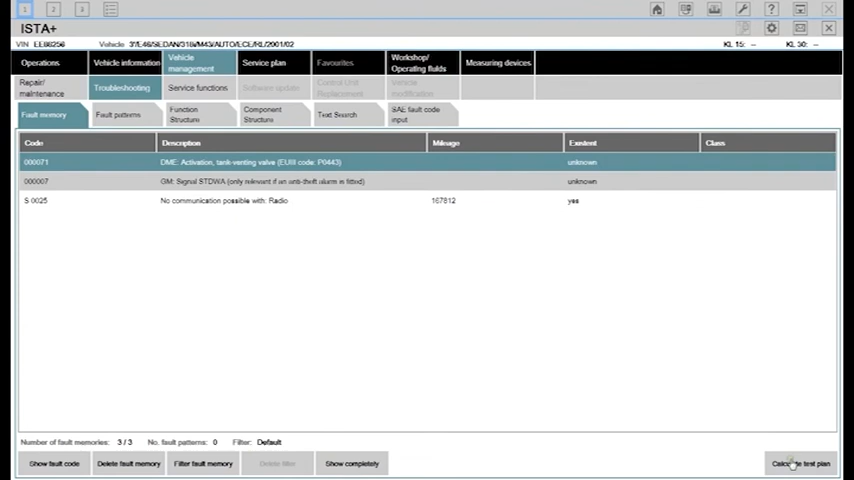 1 2 3
ISTA+
VIN EE88256 Vehicle 3'/E46/SEDAN/318i/M43/AUTO/ECE/RL/2001/02 KL 15: -- KL 30: --
Operations Vehicle information Vehicle management Service plan Favourites Workshop/ Operating fluids Measuring devices
Repair/ maintenance Troubleshooting Service functions Software update Control Unit Replacement Vehicle modification
Fault memory Fault patterns Function Structure Component Structure Text Search SAE fault code input
Code Description Mileage Existent Class
000071 DME: Activation, tank-venting valve (EUIII code: P0443) unknown
000007 GM: Signal STDWA (only relevant if an anti-theft alarm is fitted) unknown
S 0025 No communication possible with: Radio 167812 yes
Number of fault memories: 3 / 3 No. fault patterns: 0 Filter: Default
Show fault code Delete fault memory Filter fault memory Delete filter Show completely test plan